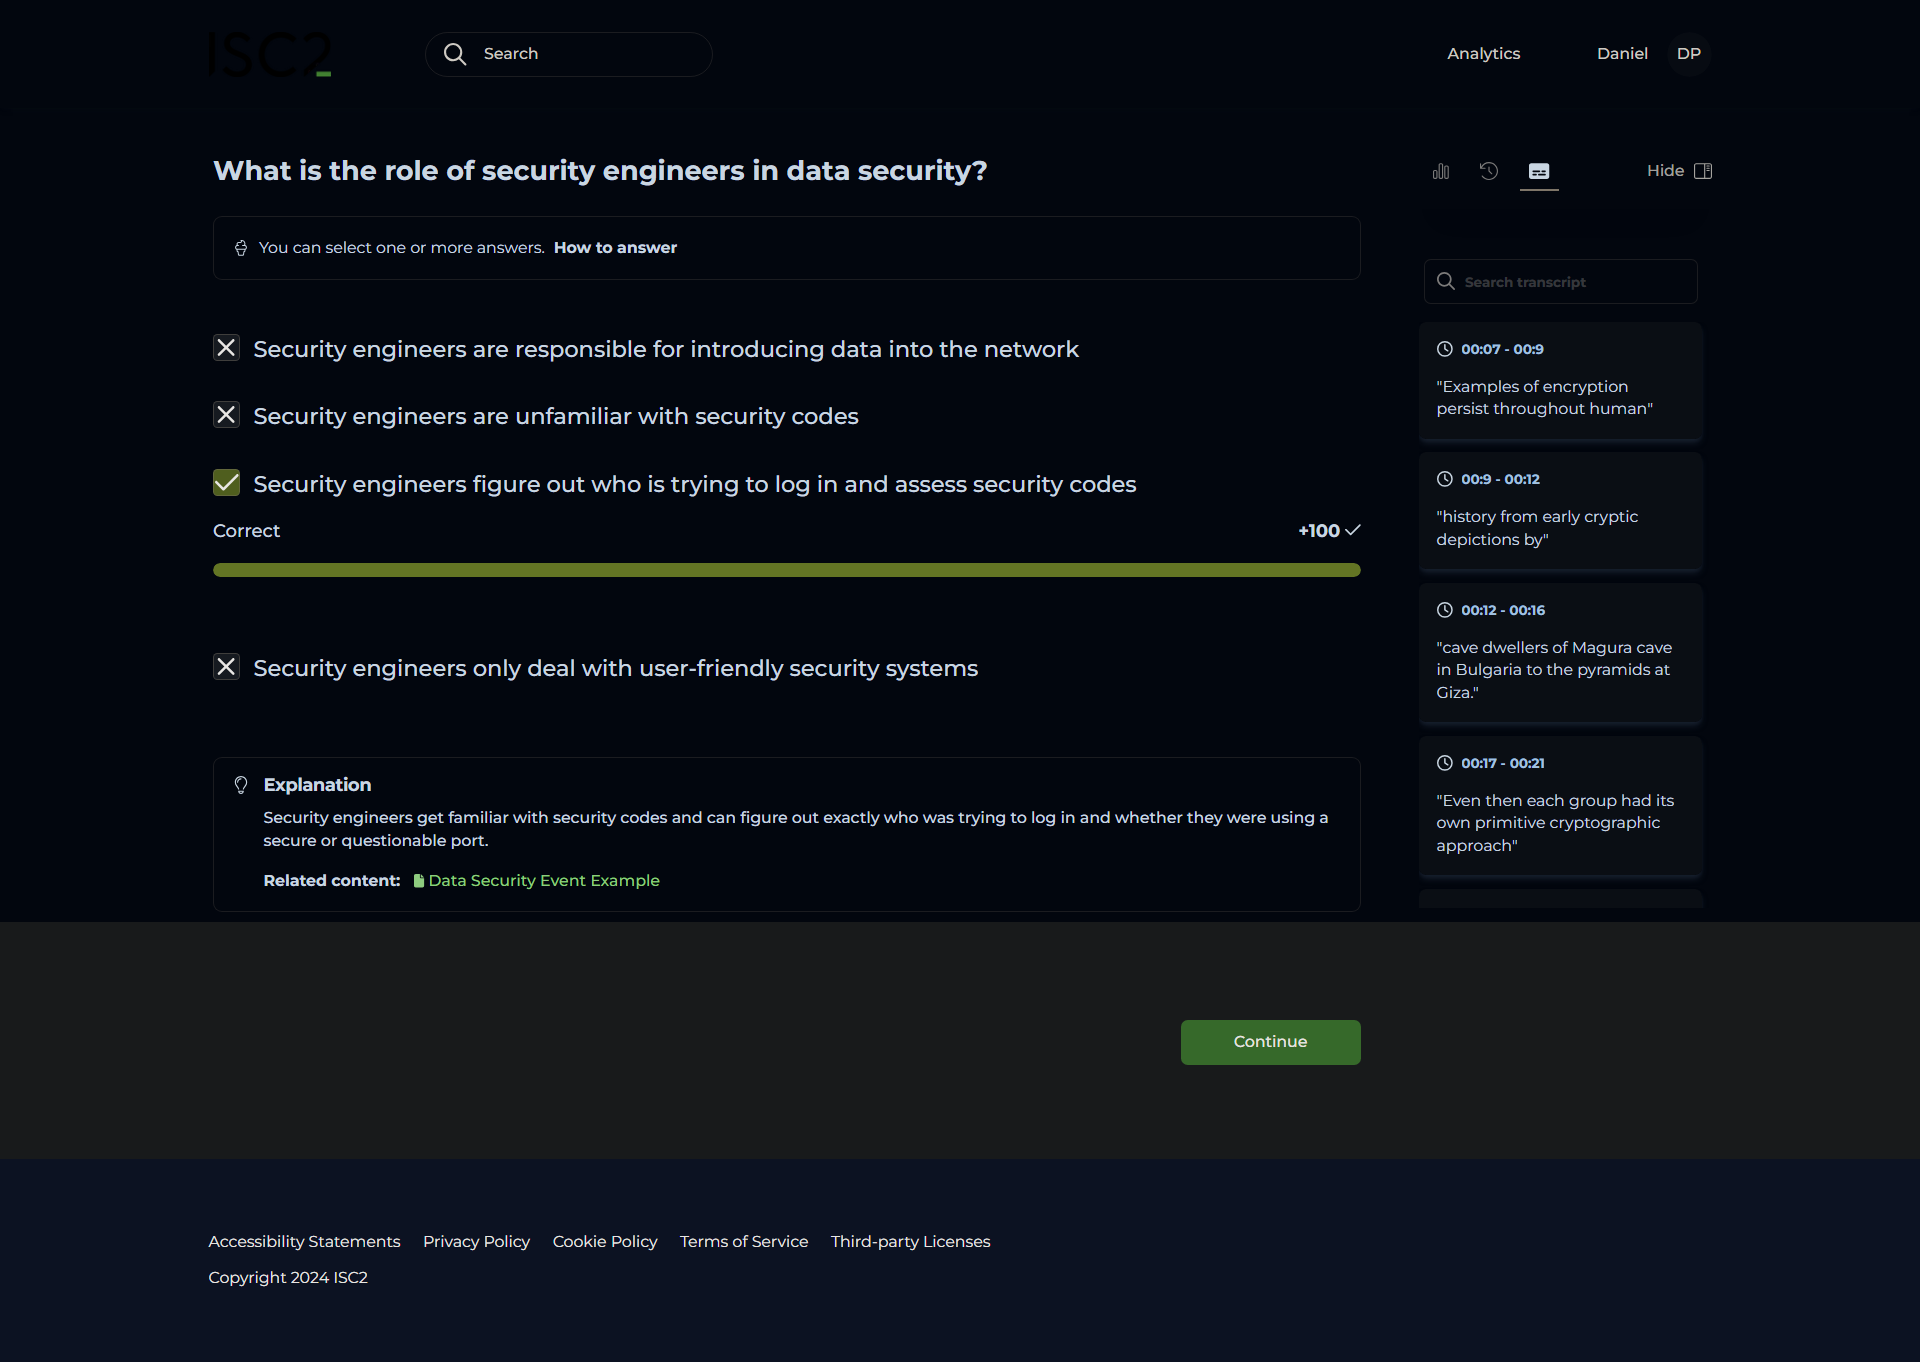 ISC2
Search
Analytics
Daniel
DP
What is the role of security engineers in data security?
You can select one or more answers. How to answer
Security engineers are responsible for introducing data into the network
Security engineers are unfamiliar with security codes
Security engineers figure out who is trying to log in and assess security codes
Correct
+100
Security engineers only deal with user-friendly security systems
Explanation
Security engineers get familiar with security codes and can figure out exactly who was trying to log in and whether they were using a
secure or questionable port.
Related content: Data Security Event Example
Hide
Search transcript
00:07 - 00:9
"Examples of encryption
persist throughout human"
00:9 - 00:12
"history from early cryptic
depictions by"
00:12 - 00:16
"cave dwellers of Magura cave
in Bulgaria to the pyramids at
Giza."
00:17 - 00:21
"Even then each group had its
own primitive cryptographic
approach"
Continue
Accessibility Statements
Privacy Policy
Cookie Policy
Terms of Service
Third-party Licenses
Copyright 2024 ISC2